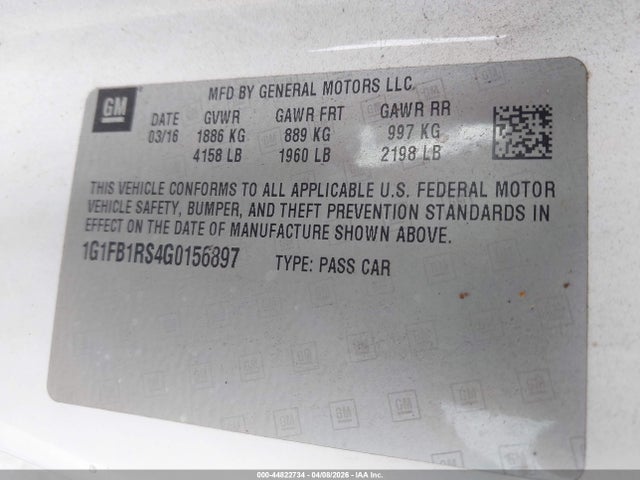 GM
MFD BY GENERAL MOTORS LLC
DATE GVWR GAWR FRT GAWR RR
03/16 1886 KG 889 KG 997 KG
4158 LB 1960 LB 2198 LB
THIS VEHICLE CONFORMS TO ALL APPLICABLE U.S. FEDERAL MOTOR
VEHICLE SAFETY, BUMPER, AND THEFT PREVENTION STANDARDS IN
EFFECT ON THE DATE OF MANUFACTURE SHOWN ABOVE.
1G1FB1RS4G0156897 TYPE: PASS CAR
000-44822734 04/08/2026 - IAA Inc.